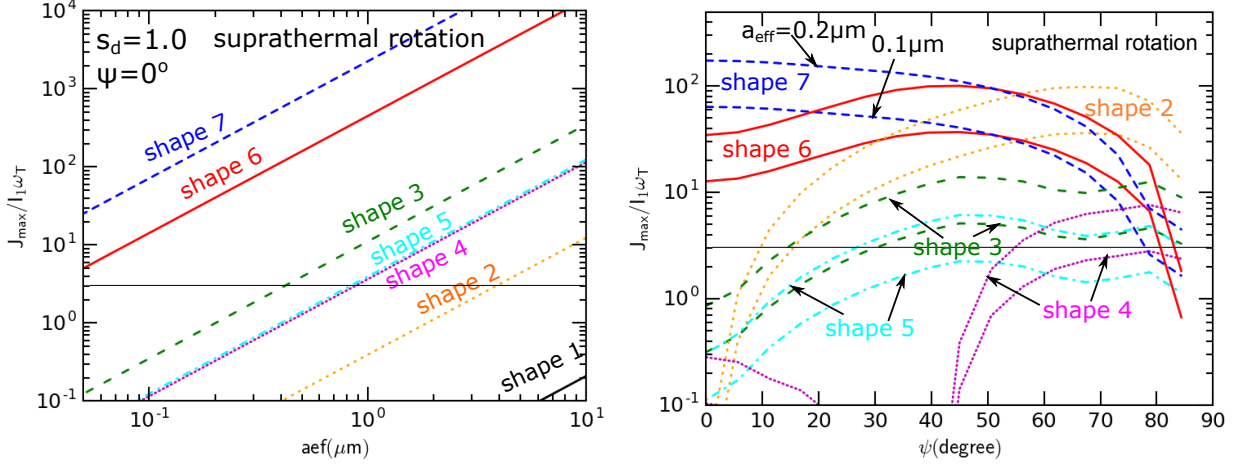 s_d=1.0 suprathermal rotation
Ψ=0°
shape 7
shape 6
shape 3
shape 5
shape 4
shape 2
shape 1
J_max/I_1ω_T
10^4
10^3
10^2
10^1
10^0
10^-1
10^-1 10^0 10^1
aef(μm)
a_eff=0.2μm
0.1μm
suprathermal rotation
shape 7
shape 2
shape 6
shape 3
shape 5
shape 4
J_max/I_1ω_T
10^2
10^1
10^0
10^-1
0 10 20 30 40 50 60 70 80 90
ψ(degree)